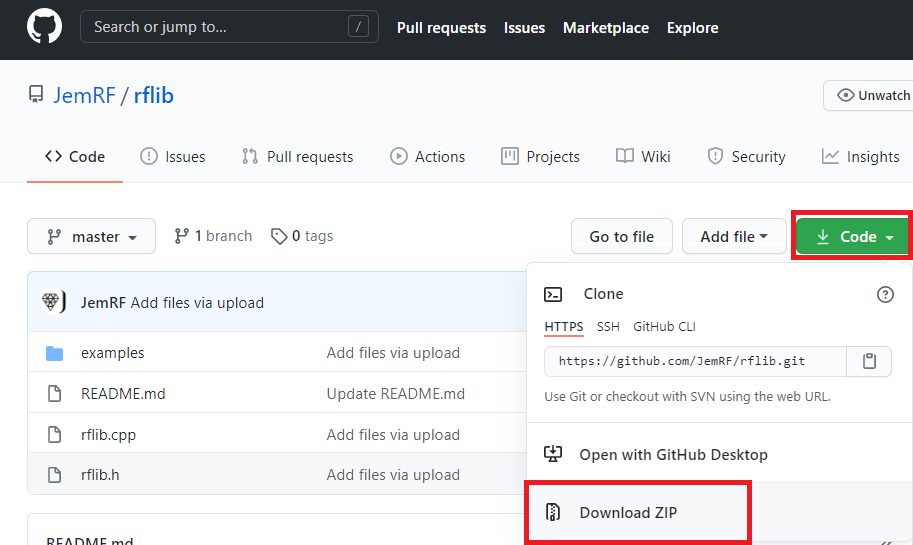 Search or jump to... /
Pull requests Issues Marketplace Explore
JemRF / rflib
Unwatch
Code Issues Pull requests Actions Projects Wiki Security Insights
master 1 branch 0 tags Go to file Add file Code
JemRF Add files via upload
examples Add files via upload
README.md Update README.md
rflib.cpp Add files via upload
rflib.h Add files via upload
Clone
HTTPS SSH GitHub CLI
https://github.com/JemRF/rflib.git
Use Git or checkout with SVN using the web URL.
Open with GitHub Desktop
Download ZIP
README.md